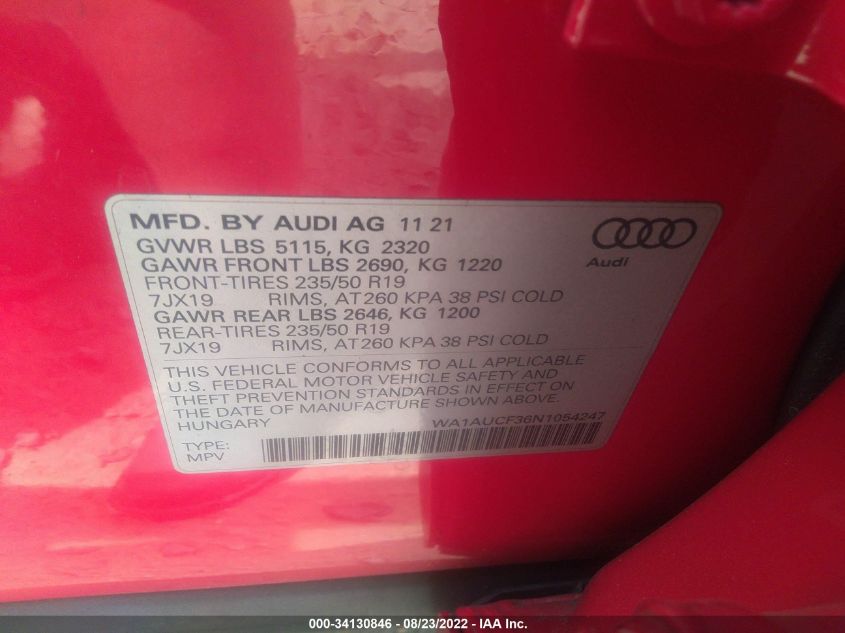 MFD. BY AUDI AG 11 21
GVWR LBS 5115, KG 2320
GAWR FRONT LBS 2690, KG 1220
FRONT-TIRES 235/50 R19
7JX19 RIMS, AT 260 KPA 38 PSI COLD
GAWR REAR LBS 2646, KG 1200
REAR-TIRES 235/50 R19
7JX19 RIMS, AT 260 KPA 38 PSI COLD
THIS VEHICLE CONFORMS TO ALL APPLICABLE
U.S. FEDERAL MOTOR VEHICLE SAFETY AND
THEFT PREVENTION STANDARDS IN EFFECT ON
THE DATE OF MANUFACTURE SHOWN ABOVE.
HUNGARY WA1AUCF36N1054247
TYPE:
MPV
Audi
000-34130846 - 08/23/2022 - IAA Inc.